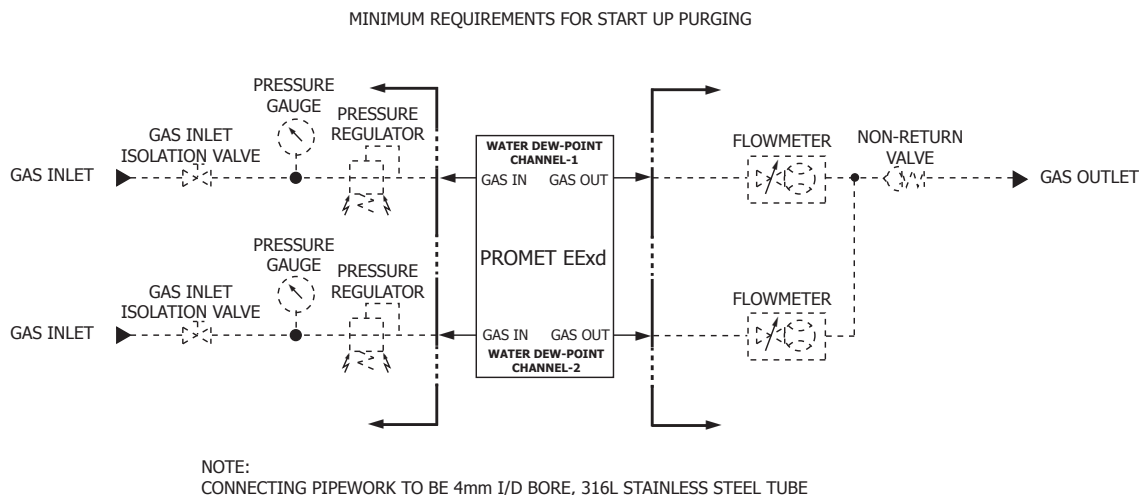 MINIMUM REQUIREMENTS FOR START UP PURGING
PRESSURE
GAUGE
PRESSURE
REGULATOR
GAS INLET
ISOLATION VALVE
GAS INLET
WATER DEW-POINT
CHANNEL-1
GAS IN
GAS OUT
FLOWMETER
NON-RETURN
VALVE
GAS OUTLET
PROMET EExd
PRESSURE
GAUGE
PRESSURE
REGULATOR
GAS INLET
ISOLATION VALVE
GAS INLET
GAS IN
GAS OUT
WATER DEW-POINT
CHANNEL-2
FLOWMETER
NOTE:
CONNECTING PIPEWORK TO BE 4mm I/D BORE, 316L STAINLESS STEEL TUBE